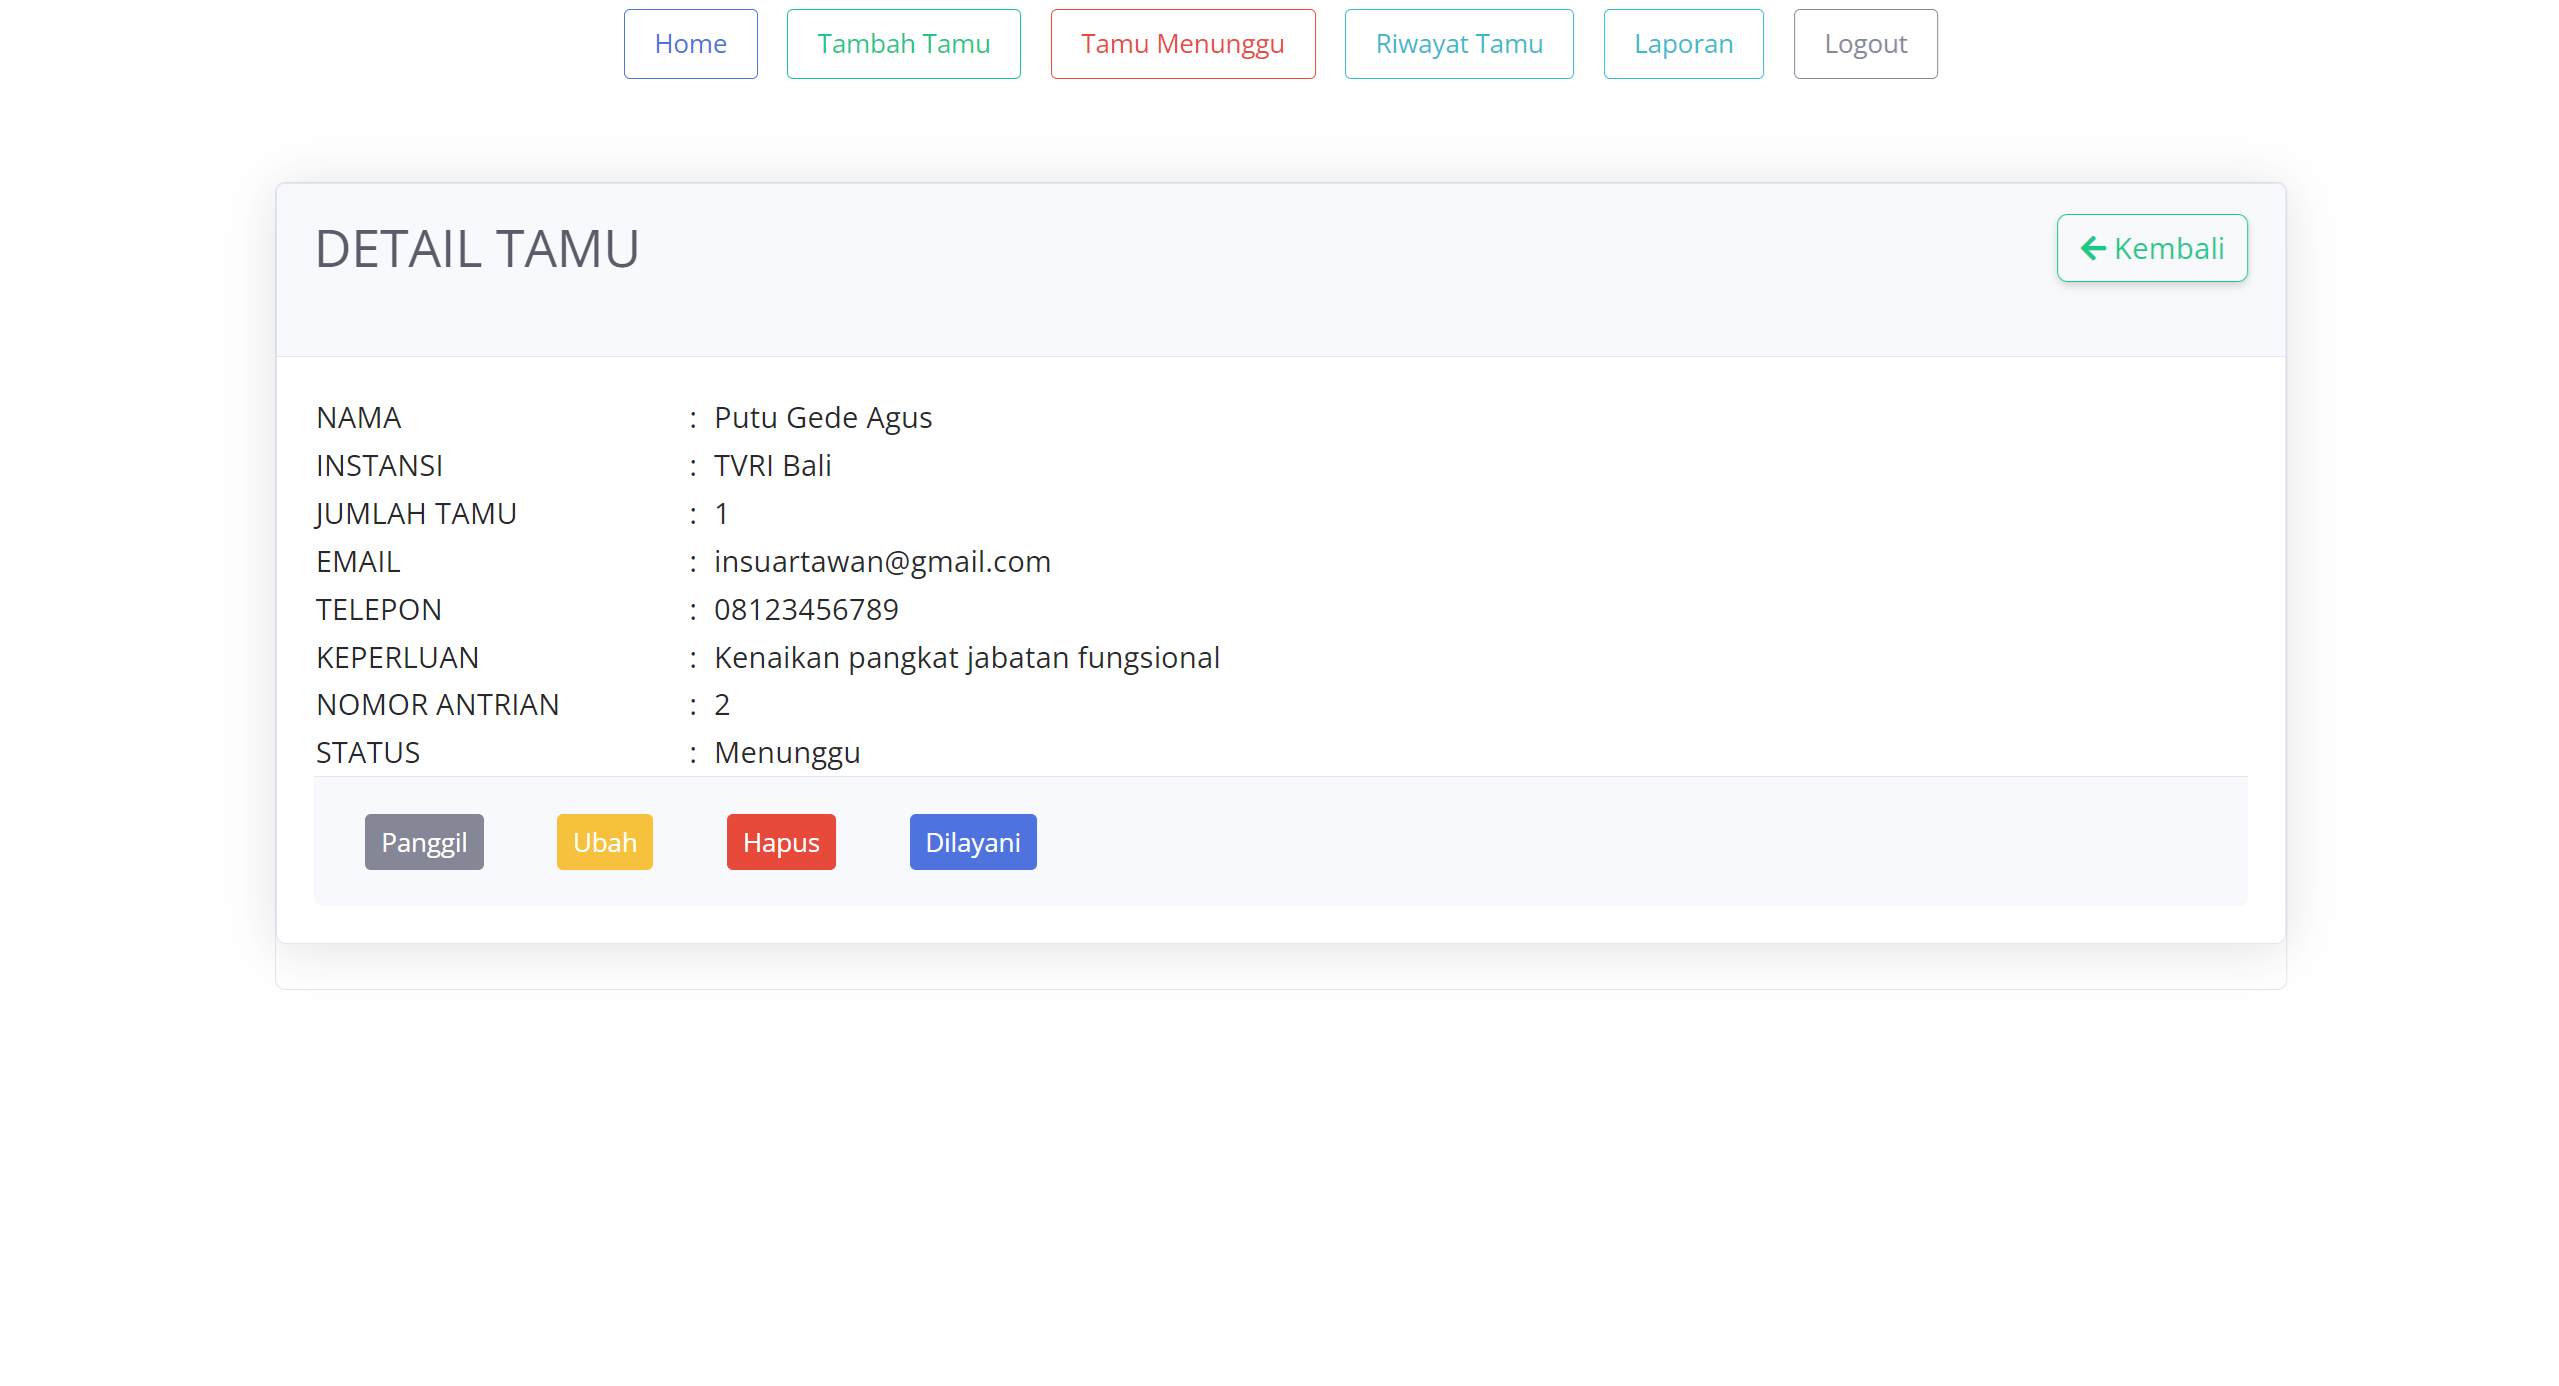 Home Tambah Tamu Tamu Menunggu Riwayat Tamu Laporan Logout
DETAIL TAMU Kembali
NAMA : Putu Gede Agus
INSTANSI : TVRI Bali
JUMLAH TAMU : 1
EMAIL : insuartawan@gmail.com
TELEPON : 08123456789
KEPERLUAN : Kenaikan pangkat jabatan fungsional
NOMOR ANTRIAN : 2
STATUS : Menunggu
Panggil Ubah Hapus Dilayani